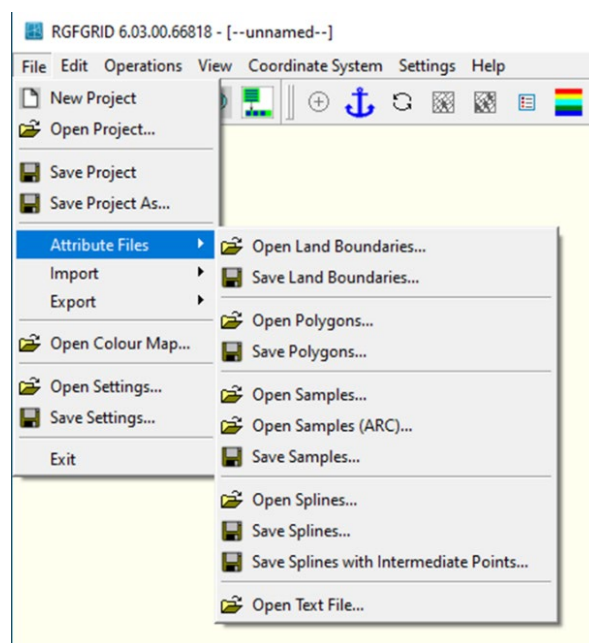 RGFGRID 6.03.00.66818 - [--unnamed--]
File Edit Operations View Coordinate System Settings Help
New Project
Open Project...
Save Project
Save Project As...
Attribute Files
Import
Export
Open Colour Map...
Open Settings...
Save Settings...
Exit
Open Land Boundaries...
Save Land Boundaries...
Open Polygons...
Save Polygons...
Open Samples...
Open Samples (ARC)...
Save Samples...
Open Splines...
Save Splines...
Save Splines with Intermediate Points...
Open Text File...